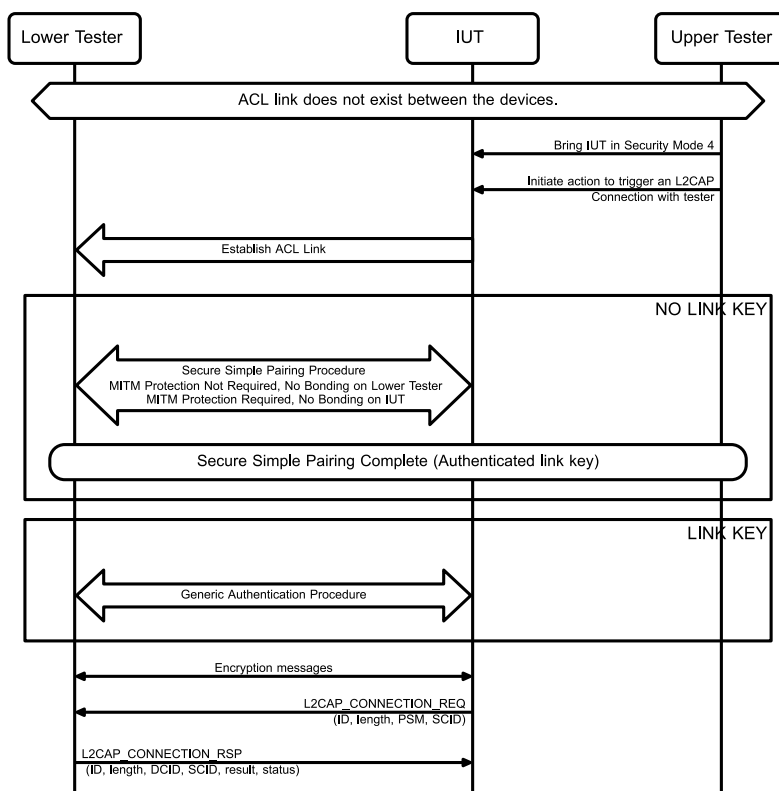 Lower Tester
IUT
Upper Tester
ACL link does not exist between the devices.
Bring IUT in Security Mode 4
Initiate action to trigger an L2CAP
Connection with tester
Establish ACL Link
NO LINK KEY
Secure Simple Pairing Procedure
MITM Protection Not Required, No Bonding on Lower Tester
MITM Protection Required, No Bonding on IUT
Secure Simple Pairing Complete (Authenticated link key)
LINK KEY
Generic Authentication Procedure
Encryption messages
L2CAP_CONNECTION_REQ
(ID, length, PSM, SCID)
L2CAP_CONNECTION_RSP
(ID, length, DCID, SCID, result, status)